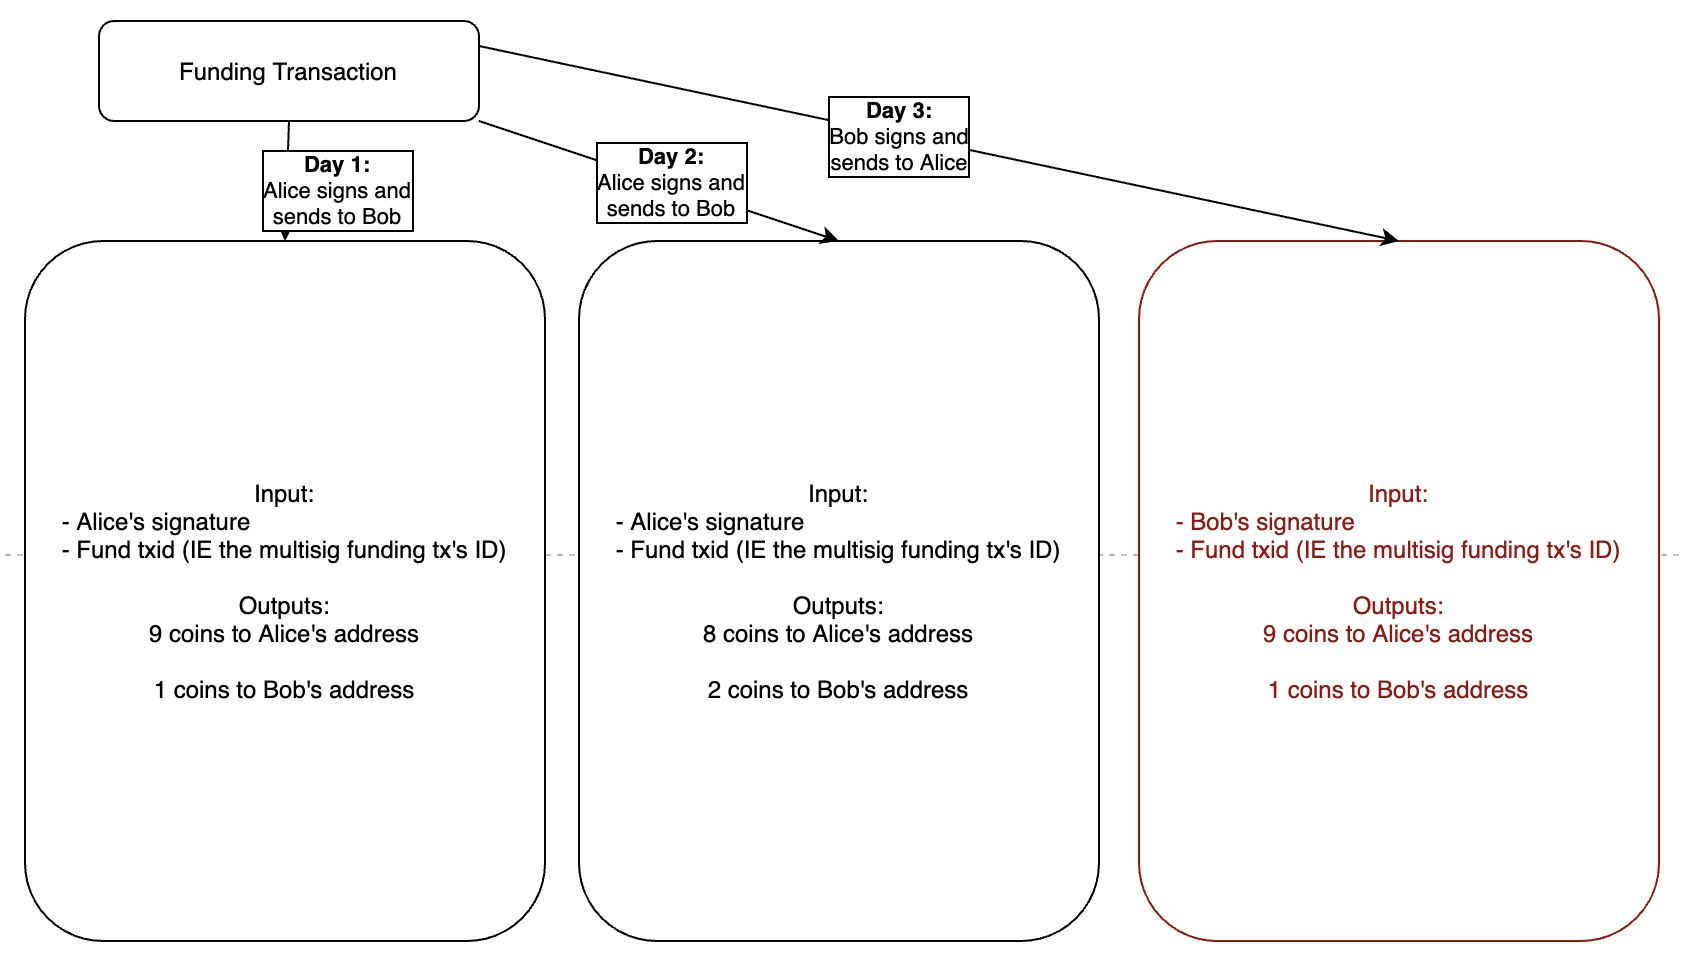 Funding Transaction
Day 1:
Alice signs and
sends to Bob
Day 2:
Alice signs and
sends to Bob
Day 3:
Bob signs and
sends to Alice
Input:
- Alice's signature
- Fund txid (IE the multisig funding tx's ID)
Outputs:
9 coins to Alice's address
1 coins to Bob's address
Input:
- Alice's signature
- Fund txid (IE the multisig funding tx's ID)
Outputs:
8 coins to Alice's address
2 coins to Bob's address
Input:
- Bob's signature
- Fund txid (IE the multisig funding tx's ID)
Outputs:
9 coins to Alice's address
1 coins to Bob's address